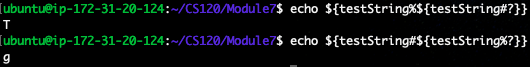 ubuntu@ip-172-31-20-124:~/CS120/Module7$ echo ${testString%${testString#?}}
T
ubuntu@ip-172-31-20-124:~/CS120/Module7$ echo ${testString#${testString%?}}
g